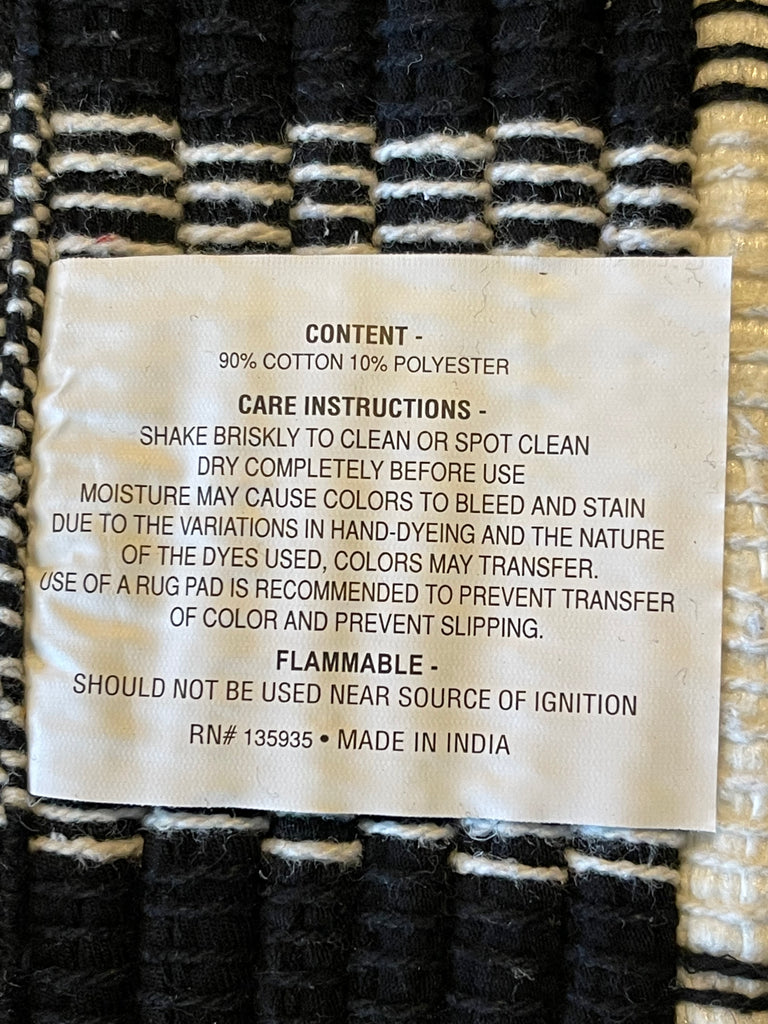 CONTENT -
90% COTTON 10% POLYESTER
CARE INSTRUCTIONS -
SHAKE BRISKLY TO CLEAN OR SPOT CLEAN
DRY COMPLETELY BEFORE USE
MOISTURE MAY CAUSE COLORS TO BLEED AND STAIN
DUE TO THE VARIATIONS IN HAND-DYEING AND THE NATURE
OF THE DYES USED, COLORS MAY TRANSFER.
USE OF A RUG PAD IS RECOMMENDED TO PREVENT TRANSFER
OF COLOR AND PREVENT SLIPPING.
FLAMMABLE -
SHOULD NOT BE USED NEAR SOURCE OF IGNITION
RN# 135935 • MADE IN INDIA